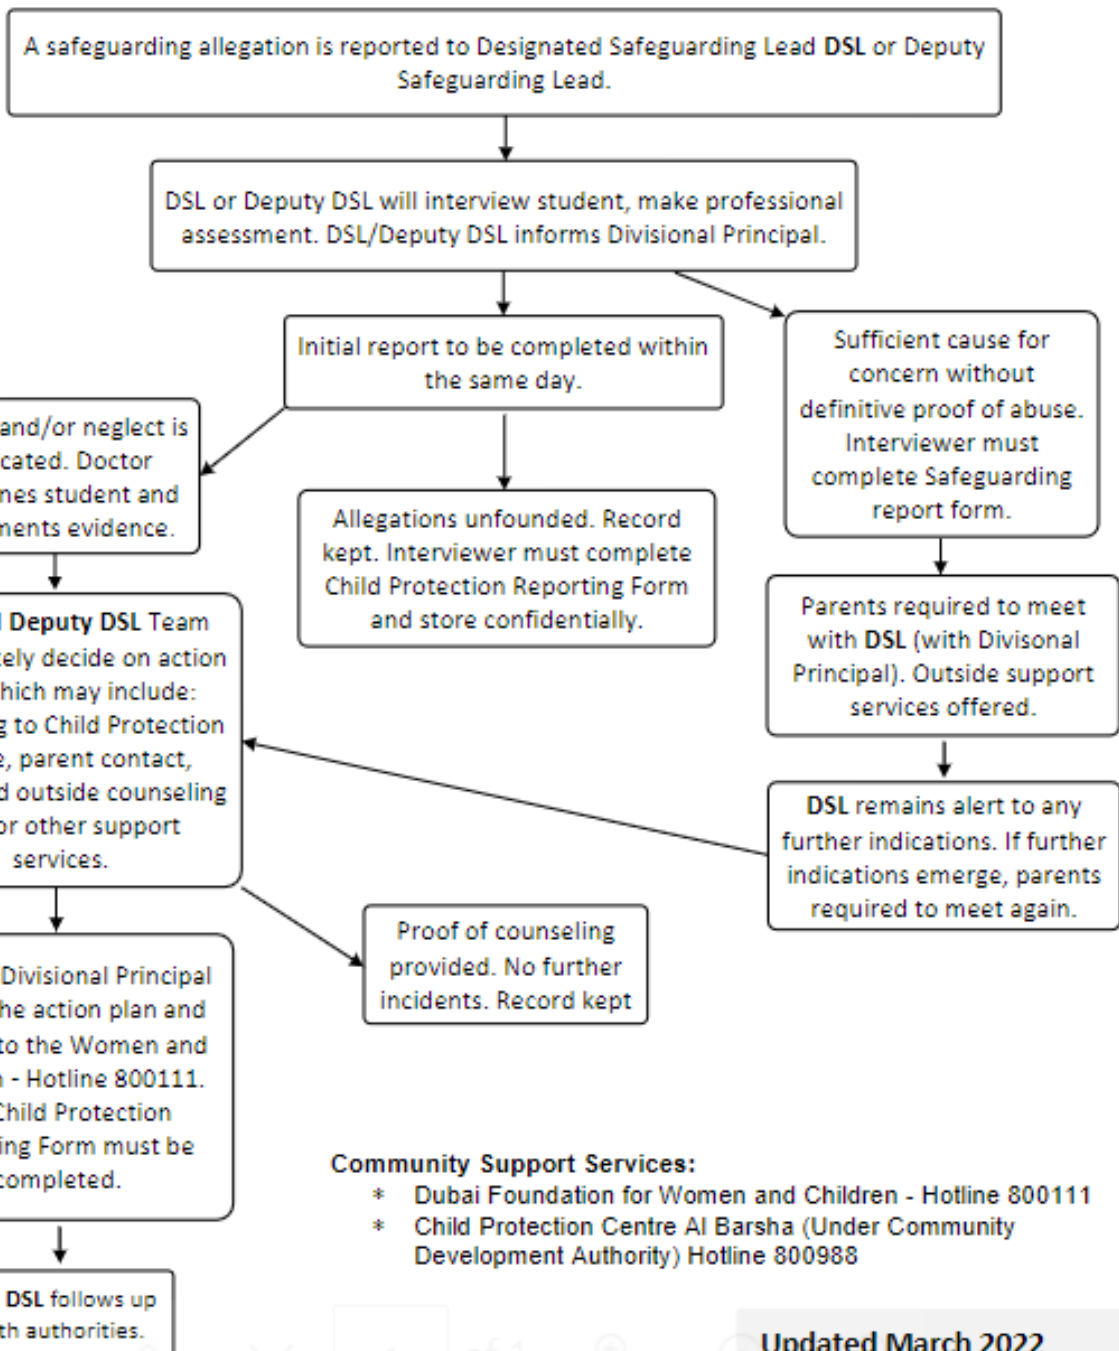 A safeguarding allegation is reported to Designated Safeguarding Lead DSL or Deputy
Safeguarding Lead.
DSL or Deputy DSL will interview student, make professional
assessment. DSL/Deputy DSL informs Divisional Principal.
Initial report to be completed within
the same day.
Sufficient cause for
concern without
definitive proof of abuse.
Interviewer must
complete Safeguarding
report form.
and/or neglect is
cated. Doctor
nes student and
ments evidence.
Allegations unfounded. Record
kept. Interviewer must complete
Child Protection Reporting Form
and store confidentially.
Parents required to meet
with DSL (with Divisonal
Principal). Outside support
services offered.
Deputy DSL Team
tely decide on action
hich may include:
g to Child Protection
e, parent contact,
d outside counseling
or other support
services.
DSL remains alert to any
further indications. If further
indications emerge, parents
required to meet again.
Proof of counseling
provided. No further
incidents. Record kept
Divisional Principal
he action plan and
to the Women and
n - Hotline 800111.
Child Protection
ing Form must be
completed.
DSL follows up
th authorities.
Community Support Services:
* Dubai Foundation for Women and Children - Hotline 800111
* Child Protection Centre Al Barsha (Under Community
Development Authority) Hotline 800988
Updated March 2022